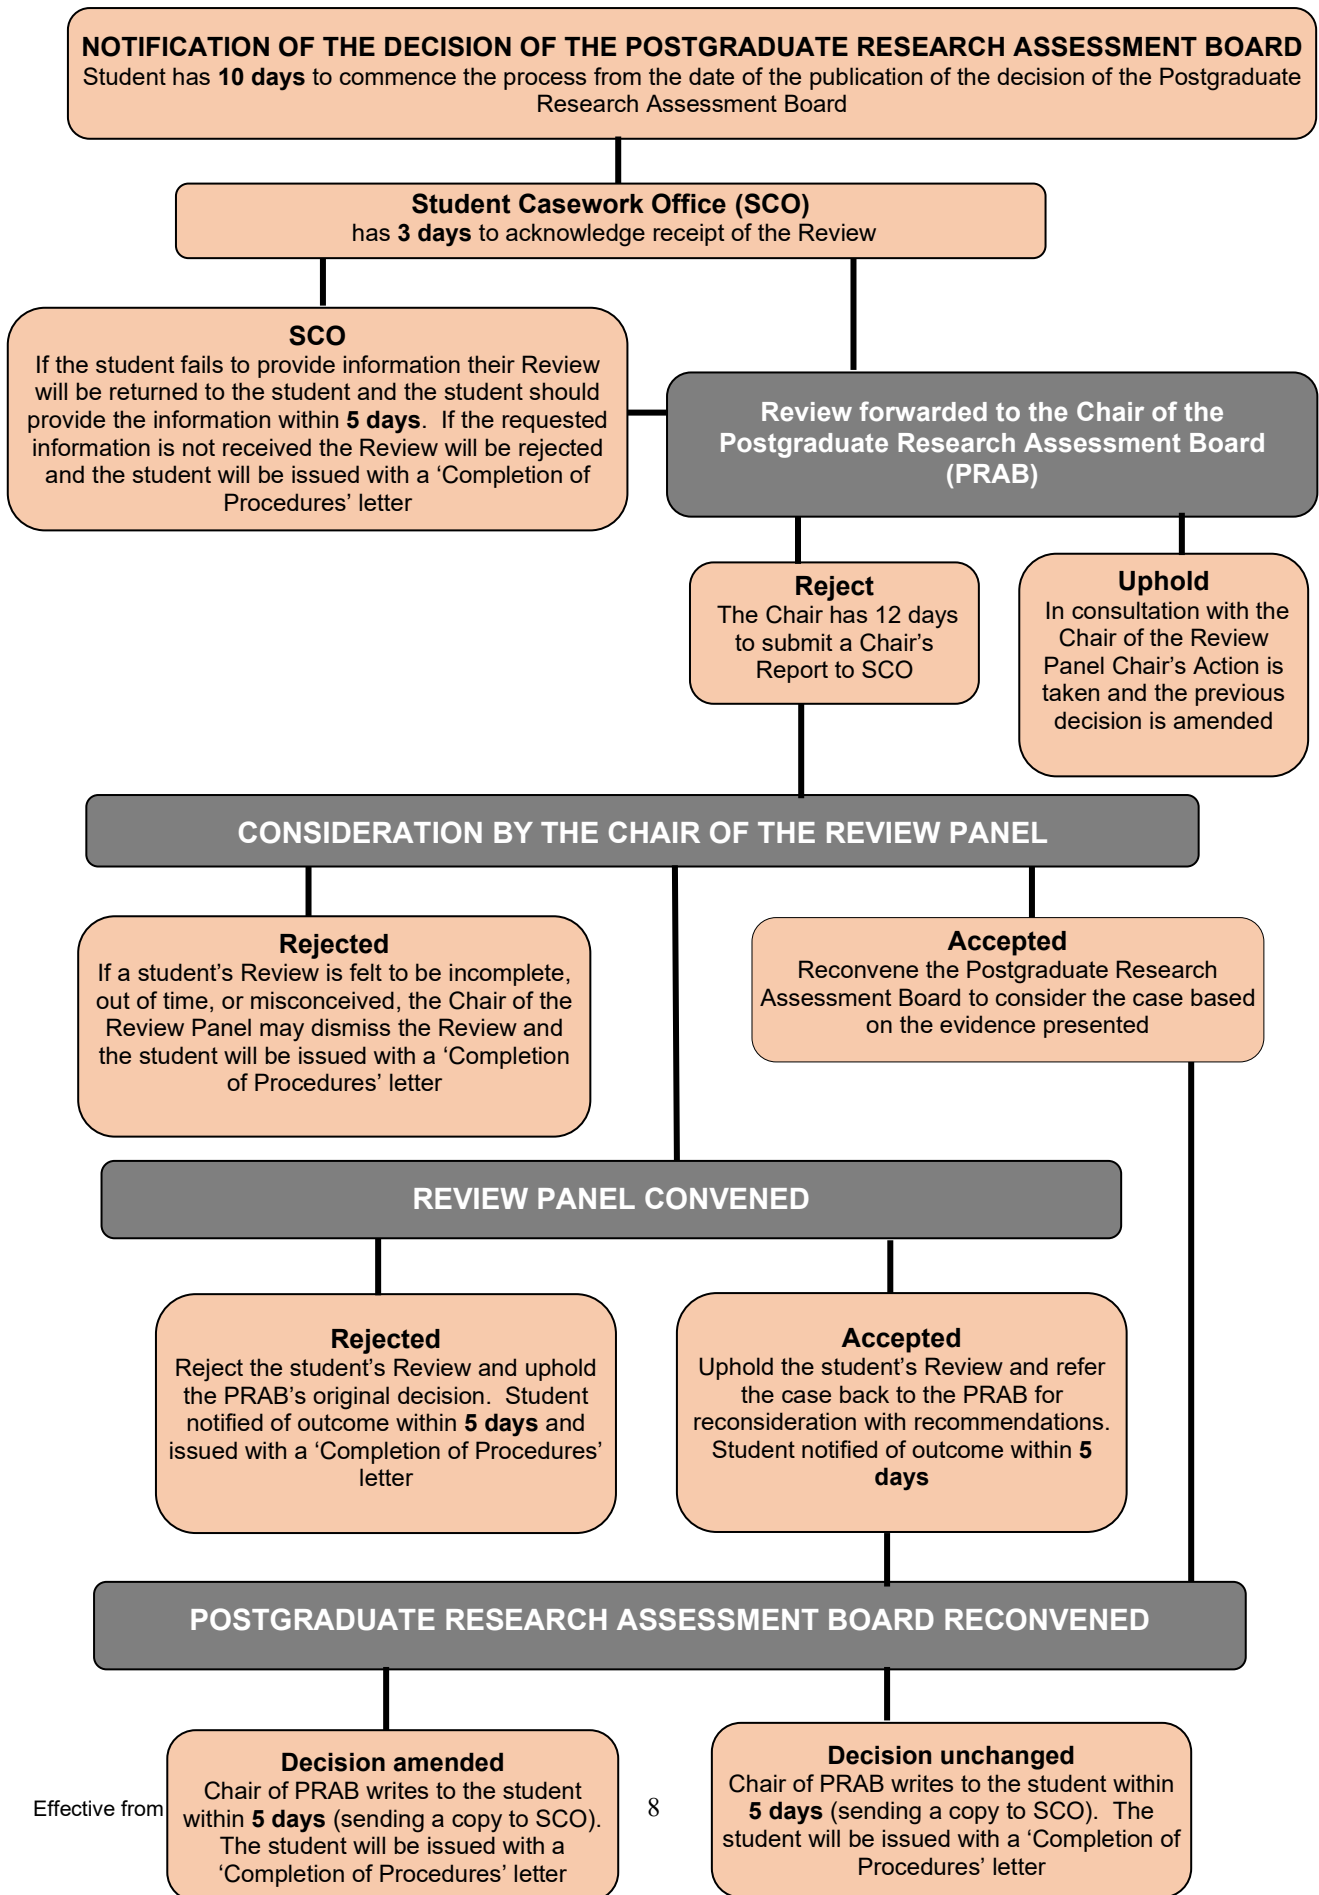 NOTIFICATION OF THE DECISION OF THE POSTGRADUATE RESEARCH ASSESSMENT BOARD
Student has 10 days to commence the process from the date of the publication of the decision of the Postgraduate
Research Assessment Board
Student Casework Office (SCO)
has 3 days to acknowledge receipt of the Review
SCO
If the student fails to provide information their Review
will be returned to the student and the student should
provide the information within 5 days. If the requested
information is not received the Review will be rejected
and the student will be issued with a ‘Completion of
Procedures’ letter
Review forwarded to the Chair of the
Postgraduate Research Assessment Board
(PRAB)
Reject
The Chair has 12 days
to submit a Chair’s
Report to SCO
Uphold
In consultation with the
Chair of the Review
Panel Chair’s Action is
taken and the previous
decision is amended
CONSIDERATION BY THE CHAIR OF THE REVIEW PANEL
Rejected
If a student’s Review is felt to be incomplete,
out of time, or misconceived, the Chair of the
Review Panel may dismiss the Review and
the student will be issued with a ‘Completion
of Procedures’ letter
Accepted
Reconvene the Postgraduate Research
Assessment Board to consider the case based
on the evidence presented
REVIEW PANEL CONVENED
Rejected
Reject the student’s Review and uphold
the PRAB’s original decision. Student
notified of outcome within 5 days and
issued with a ‘Completion of Procedures’
letter
Accepted
Uphold the student’s Review and refer
the case back to the PRAB for
reconsideration with recommendations.
Student notified of outcome within 5
days
POSTGRADUATE RESEARCH ASSESSMENT BOARD RECONVENED
Decision amended
Chair of PRAB writes to the student
within 5 days (sending a copy to SCO).
The student will be issued with a
‘Completion of Procedures’ letter
Decision unchanged
Chair of PRAB writes to the student within
5 days (sending a copy to SCO). The
student will be issued with a ‘Completion of
Procedures’ letter
Effective from
8